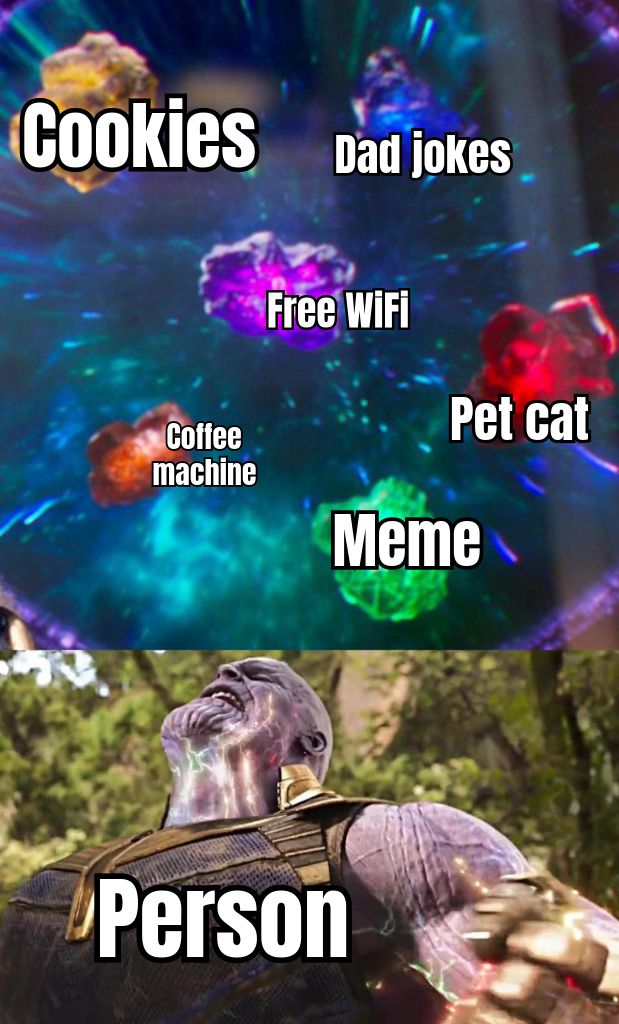 Cookies
Dad jokes
Free WiFi
Pet cat
Coffee
machine
Meme
Person